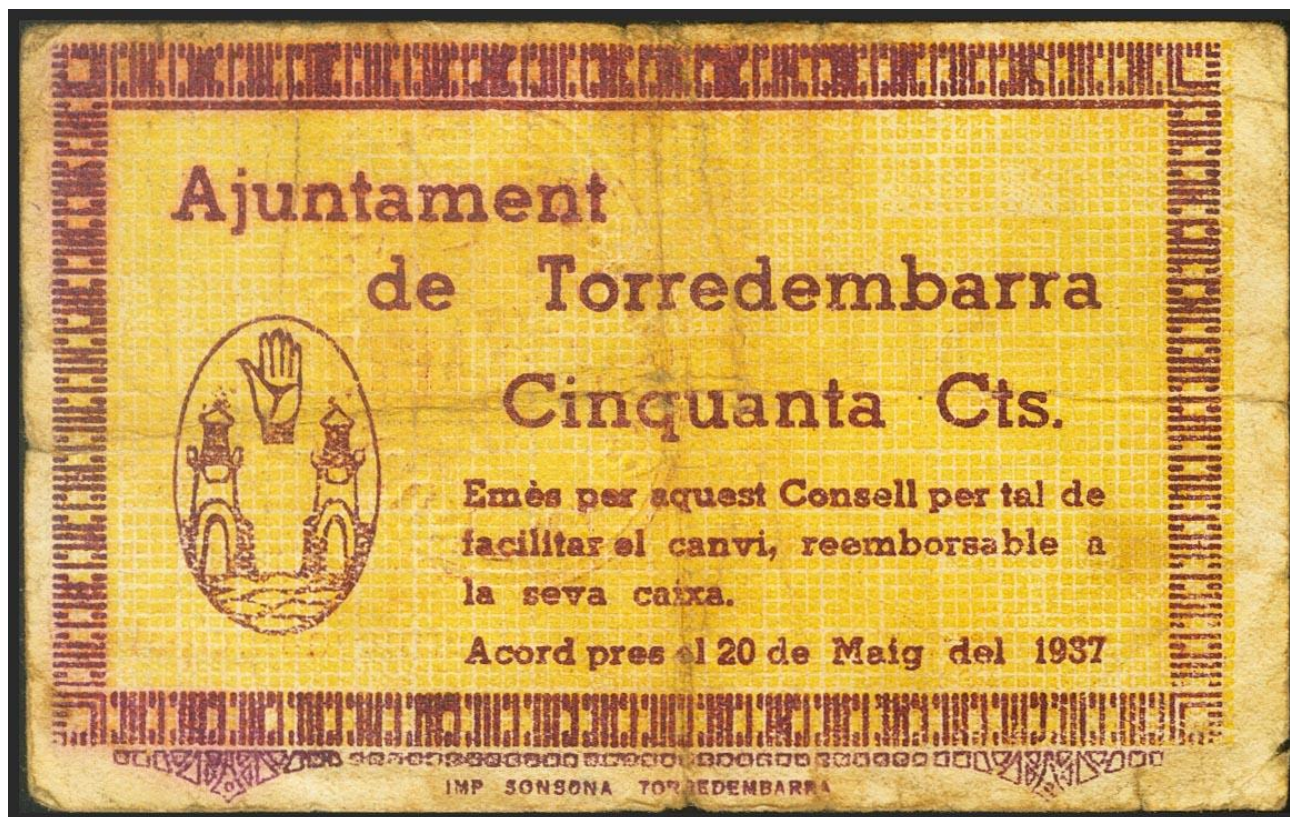 Ajuntament
de Torredembarra
Cinquanta Cts.
Emès per aquest Consell per tal de
facilitar el canvi, reemborsable a
la seva caixa.
Acord pres el 20 de Maig del 1937
IMP SONSONA TORREDEMBARRA